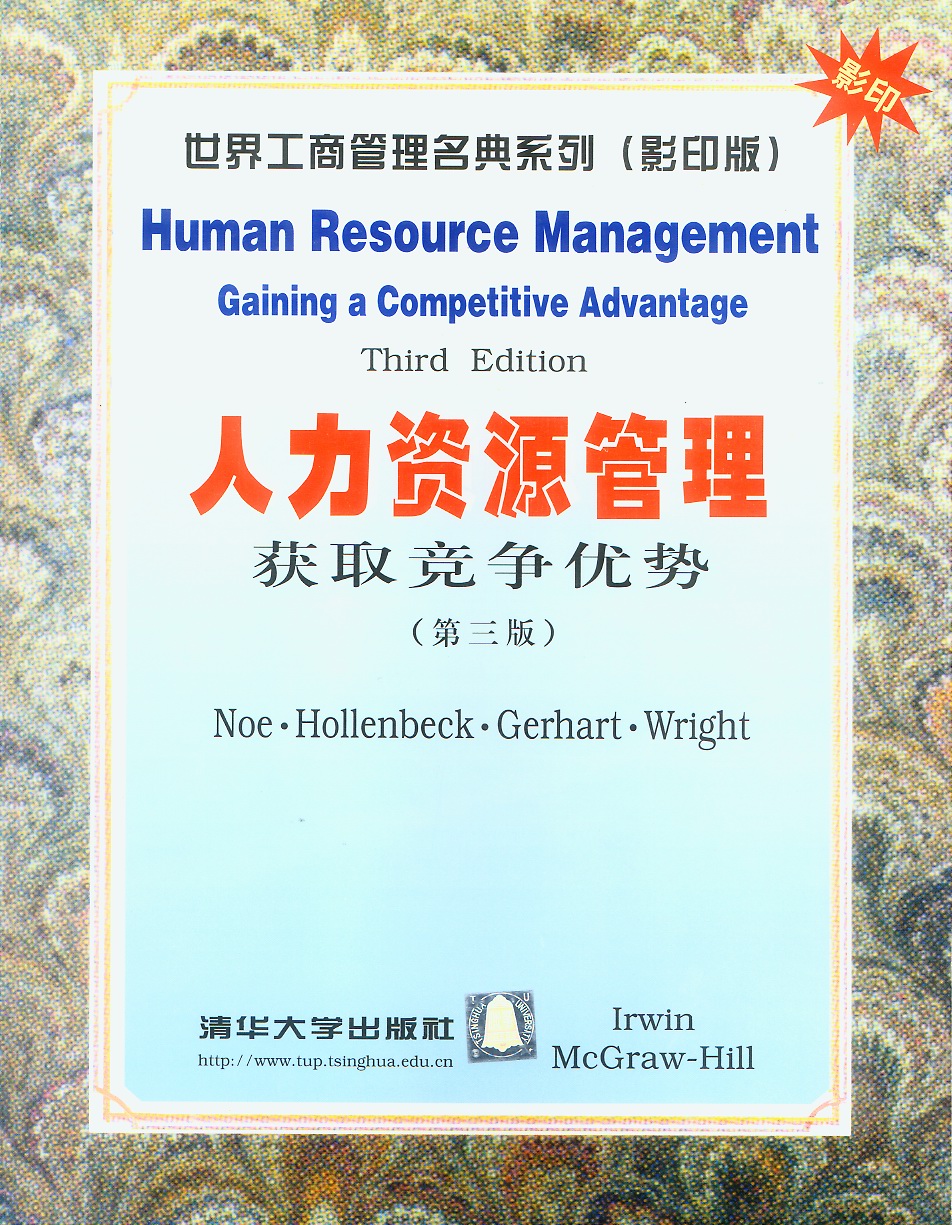 影印
世界工商管理名典系列（影印版）
Human Resource Management
Gaining a Competitive Advantage
Third Edition
人力资源管理
获取竞争优势
（第三版）
Noe·Hollenbeck·Gerhart·Wright
清华大学出版社
http://www.tup.tsinghua.edu.cn
TSINGHUA UNIVERSITY
T U
Irwin
McGraw-Hill